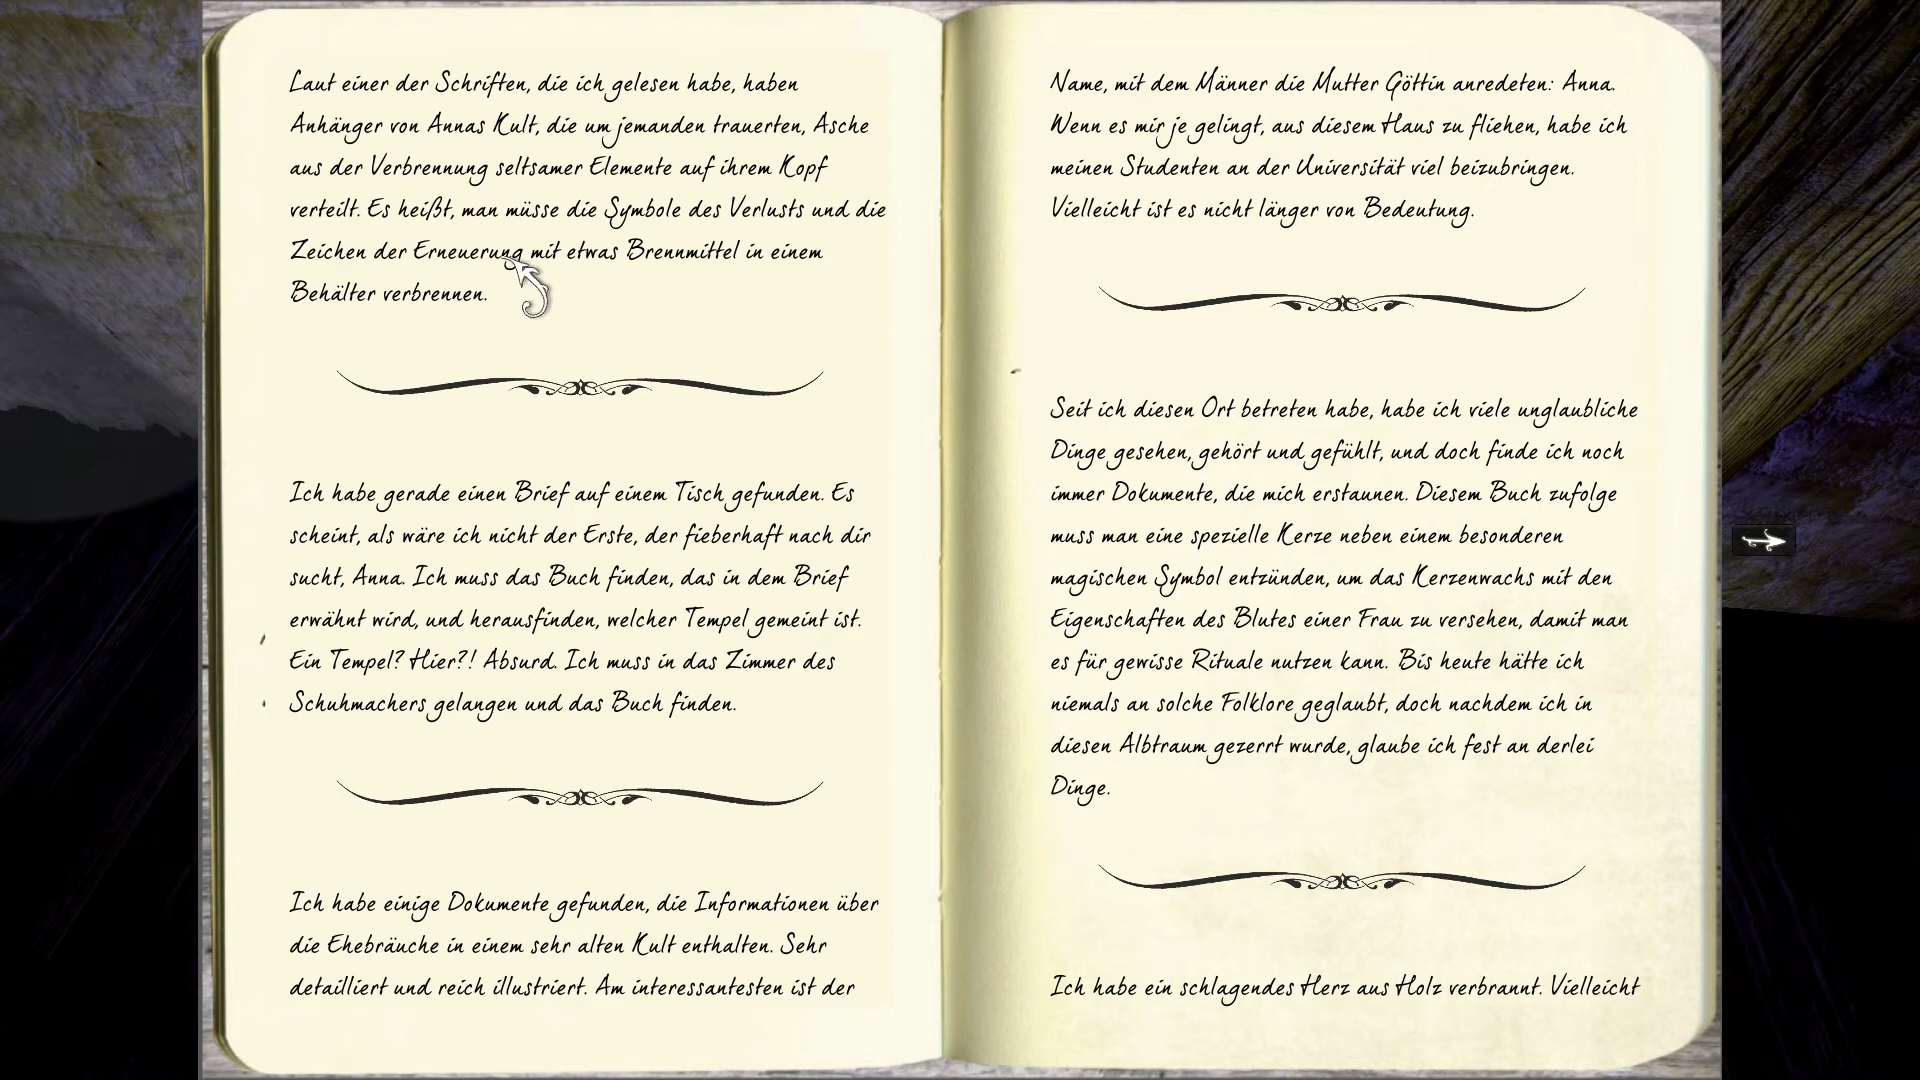 Laut einer der Schriften, die ich gelesen habe, haben
Anhänger von Annas Kult, die um jemanden trauerten, Asche
aus der Verbrennung seltsamer Elemente auf ihrem Kopf
verteilt. Es heißt, man müsse die Symbole des Verlusts und die
Zeichen der Erneuerung mit etwas Brennmittel in einem
Behälter verbrennen.
Ich habe gerade einen Brief auf einem Tisch gefunden. Es
scheint, als wäre ich nicht der Erste, der fieberhaft nach dir
sucht, Anna. Ich muss das Buch finden, das in dem Brief
erwähnt wird, und herausfinden, welcher Tempel gemeint ist.
Ein Tempel? Hier?! Absurd. Ich muss in das Zimmer des
Schuhmachers gelangen und das Buch finden.
Ich habe einige Dokumente gefunden, die Informationen über
die Ehebräuche in einem sehr alten Kult enthalten. Sehr
detailliert und reich illustriert. Am interessantesten ist der
Name, mit dem Männer die Mutter Göttin anredeten: Anna.
Wenn es mir je gelingt, aus diesem Haus zu fliehen, habe ich
meinen Studenten an der Universität viel beizubringen.
Vielleicht ist es nicht länger von Bedeutung.
Seit ich diesen Ort betreten habe, habe ich viele unglaubliche
Dinge gesehen, gehört und gefühlt, und doch finde ich noch
immer Dokumente, die mich erstaunen. Diesem Buch zufolge
muss man eine spezielle Kerze neben einem besonderen
magischen Symbol entzünden, um das Kerzenwachs mit den
Eigenschaften des Blutes einer Frau zu versehen, damit man
es für gewisse Rituale nutzen kann. Bis heute hätte ich
niemals an solche Folklore geglaubt, doch nachdem ich in
diesen Albtraum gezerrt wurde, glaube ich fest an derlei
Dinge.
Ich habe ein schlagendes Herz aus Holz verbrannt. Vielleicht